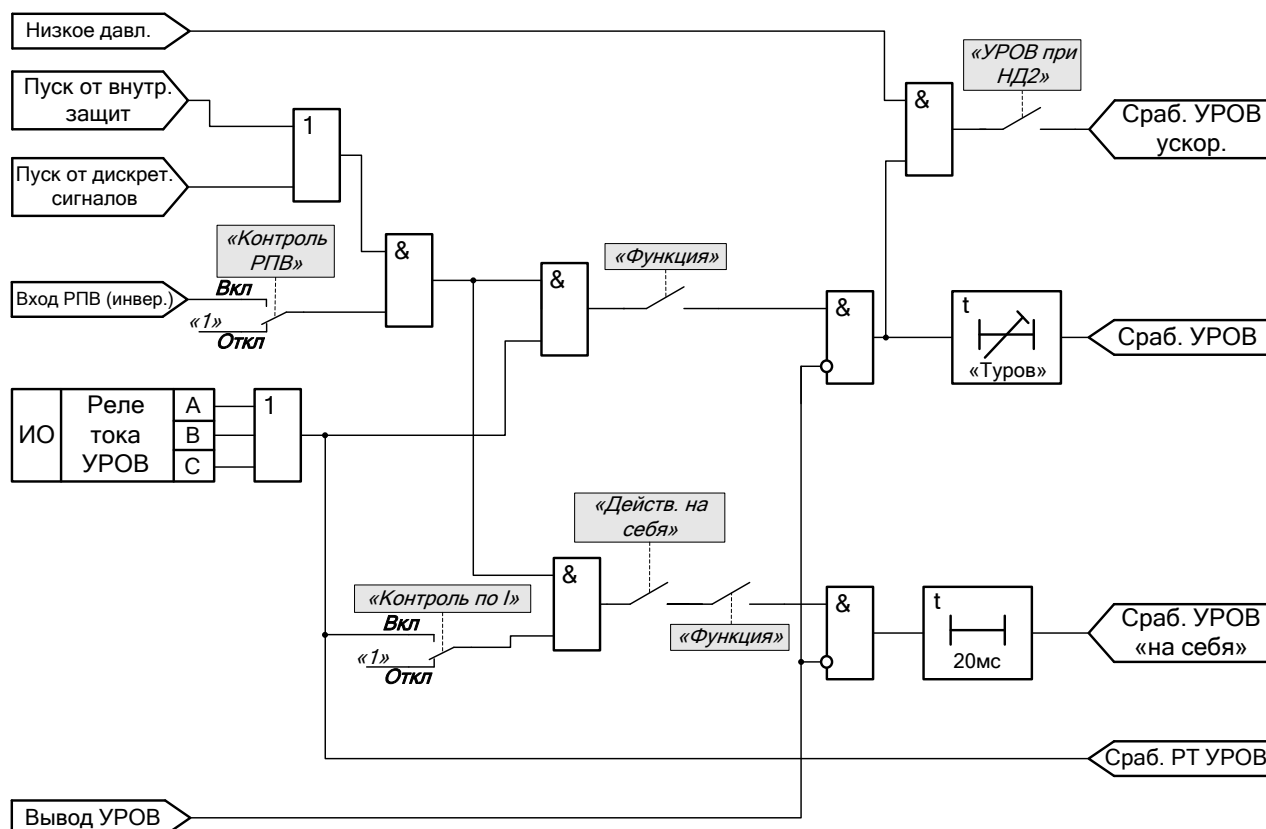 Низкое давл.
«УРОВ при
НД2»
Пуск от внутр.
защит
1
&
Сраб. УРОВ
ускор.
Пуск от дискрет.
сигналов
«Контроль
РПВ»
&
«Функция»
&
Вход РПВ (инвер.)
Вкл
«1»
Откл
&
t
«Туров»
Сраб. УРОВ
ИО
Реле
тока
УРОВ
A
B
C
1
«Действ. на
себя»
&
«Контроль по I»
Вкл
«1»
Откл
«Функция»
&
t
20мс
Сраб. УРОВ
«на себя»
Сраб. РТ УРОВ
Вывод УРОВ